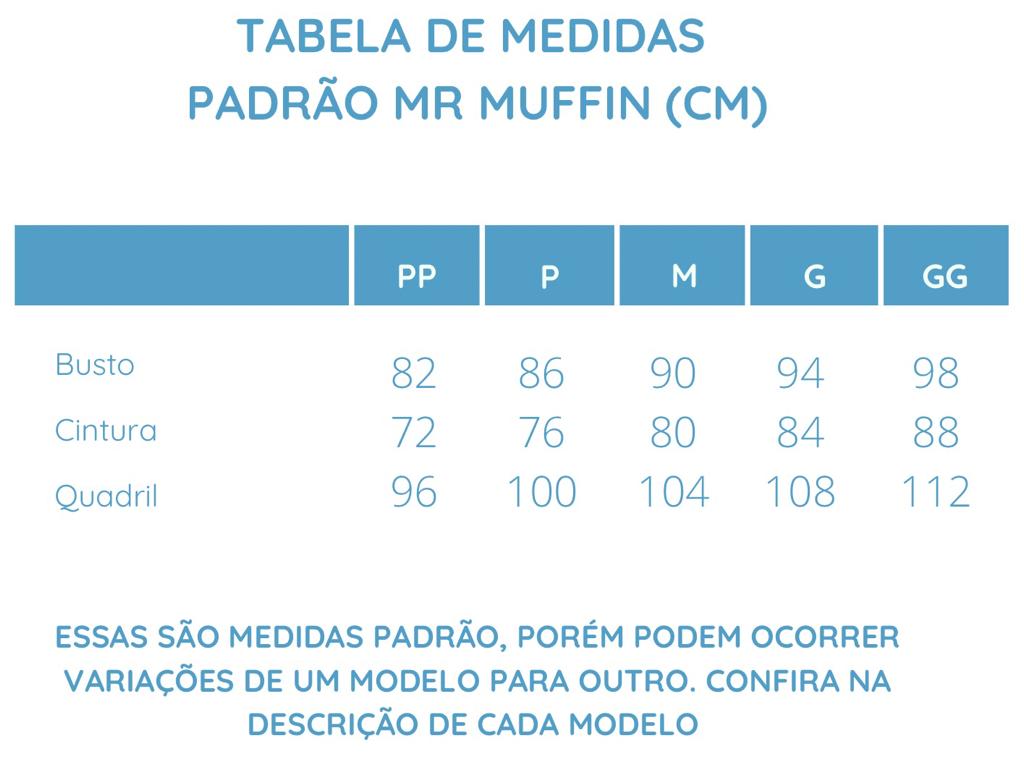 TABELA DE MEDIDAS
PADRÃO MR MUFFIN (CM)
PP P M G GG
Busto 82 86 90 94 98
Cintura 72 76 80 84 88
Quadril 96 100 104 108 112
ESSAS SÃO MEDIDAS PADRÃO, PORÉM PODEM OCORRER
VARIAÇÕES DE UM MODELO PARA OUTRO. CONFIRA NA
DESCRIÇÃO DE CADA MODELO